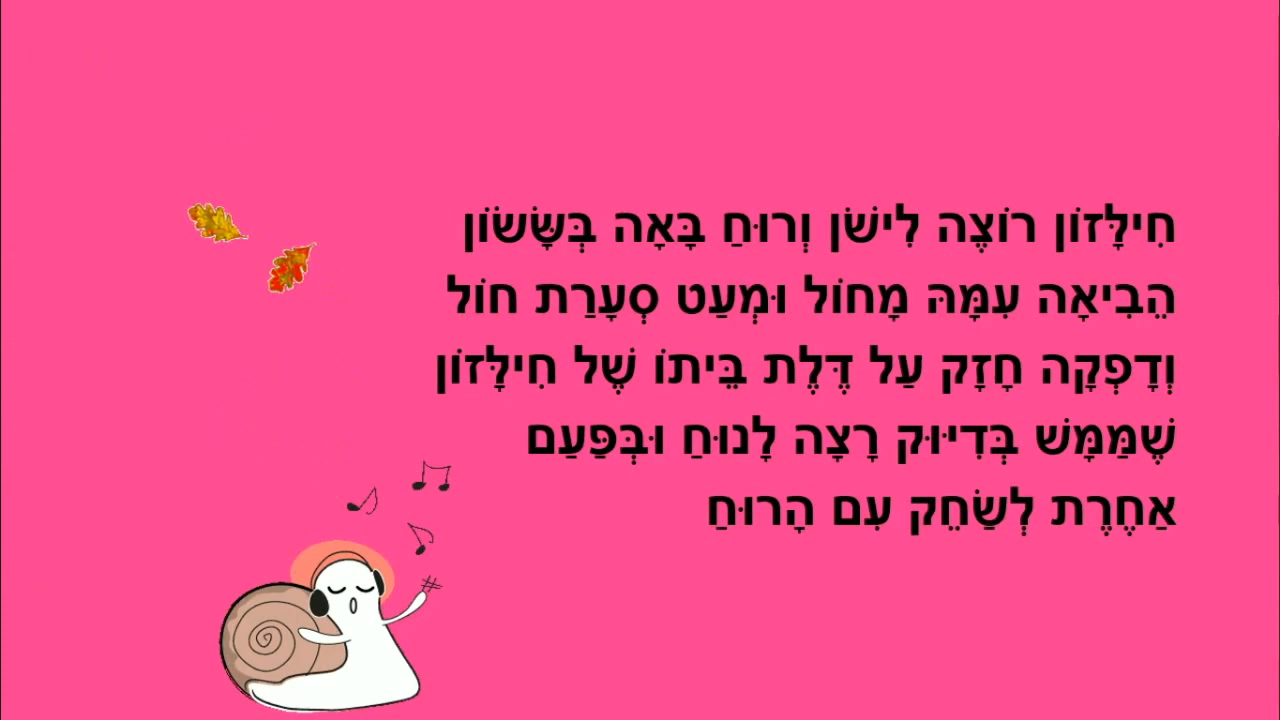 חִילָּזוֹן רוֹצֶה לִישֹׁן וְרוּחַ בָּאָה בְּשָּׂשׂוֹן
הֵבִיאָה עִמָּהּ מָחוֹל וּמְעַט סְעָרַת חוֹל
וְדָפְקָה חָזָק עַל דֶּלֶת בֵּיתוֹ שֶׁל חִילָּזוֹן
שֶׁמַּמָּשׁ בְּדִיּוּק רָצָה לָנוּחַ וּבְּפַּעַם
אַחֶרֶת לְשַׂחֵק עִם הָרוּחַ